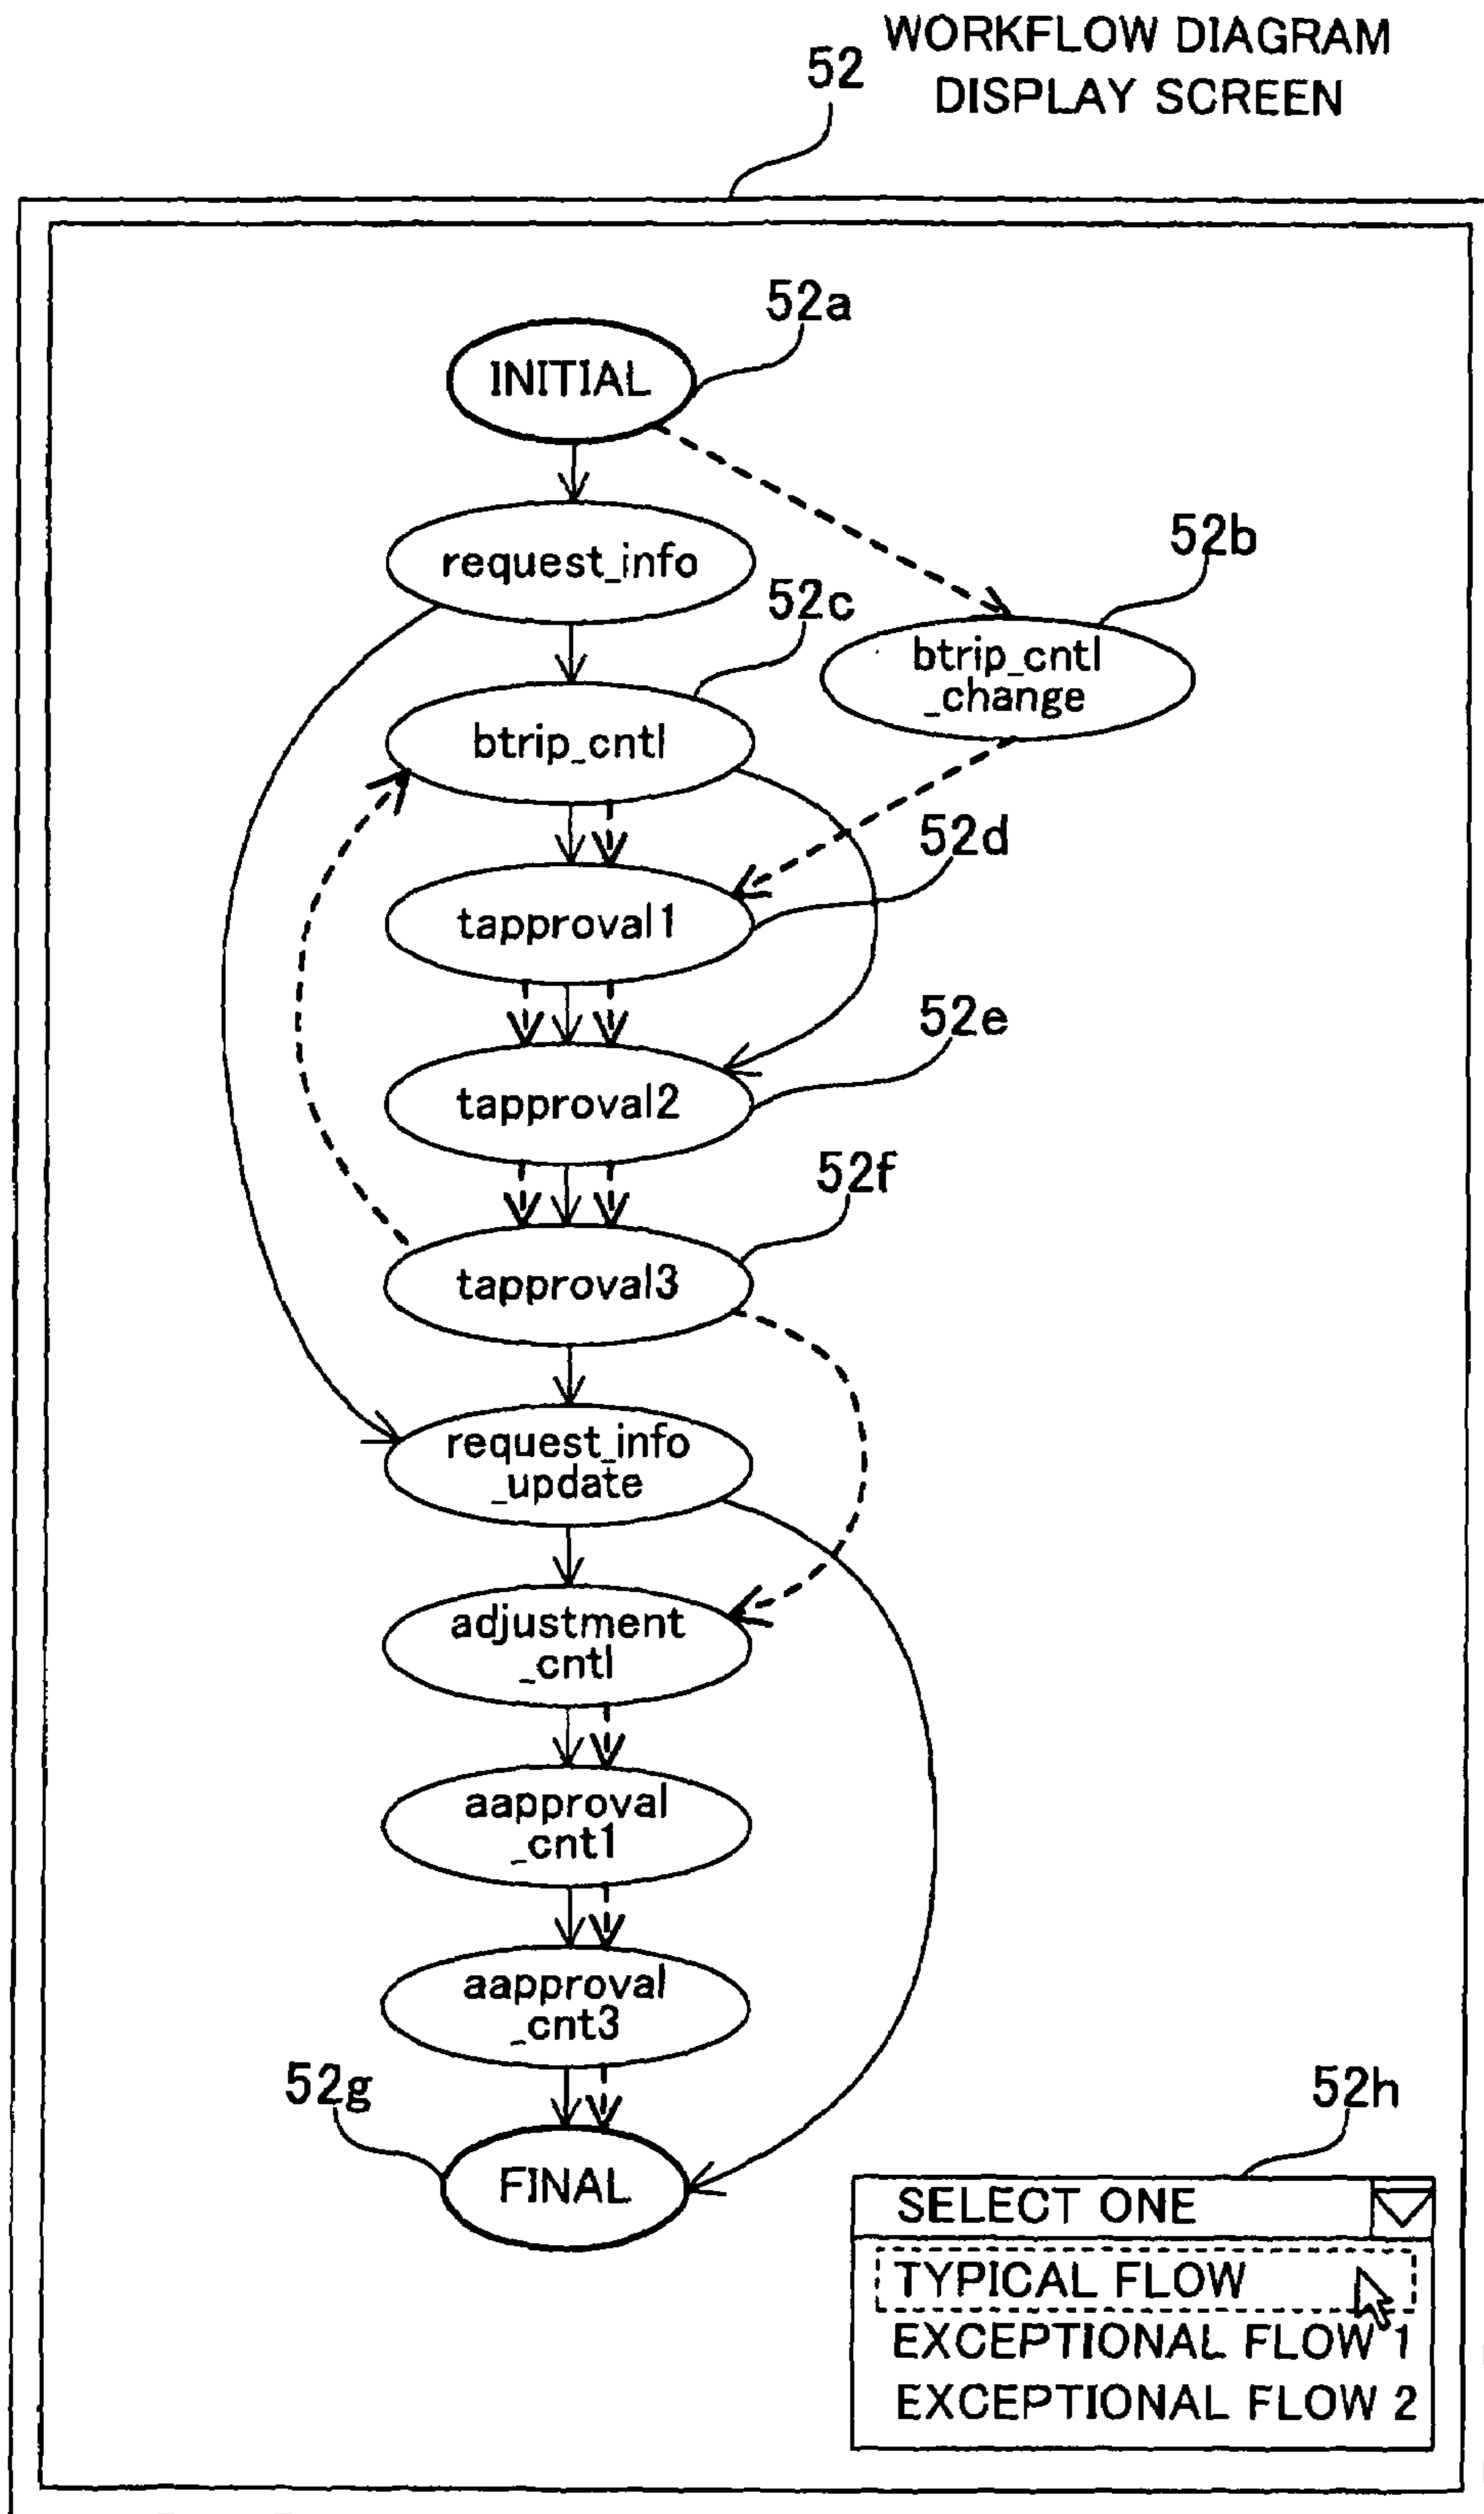 WORKFLOW DIAGRAM
DISPLAY SCREEN
52
52a
INITIAL
52b
request_info
52c
btrip_cntl
_change
btrip_cntl
52d
tapproval1
52e
tapproval2
52f
tapproval3
request_info
_update
adjustment
_cntl
aapproval
_cnt1
aapproval
_cnt3
52g
52h
FINAL
SELECT ONE
TYPICAL FLOW
EXCEPTIONAL FLOW 1
EXCEPTIONAL FLOW 2